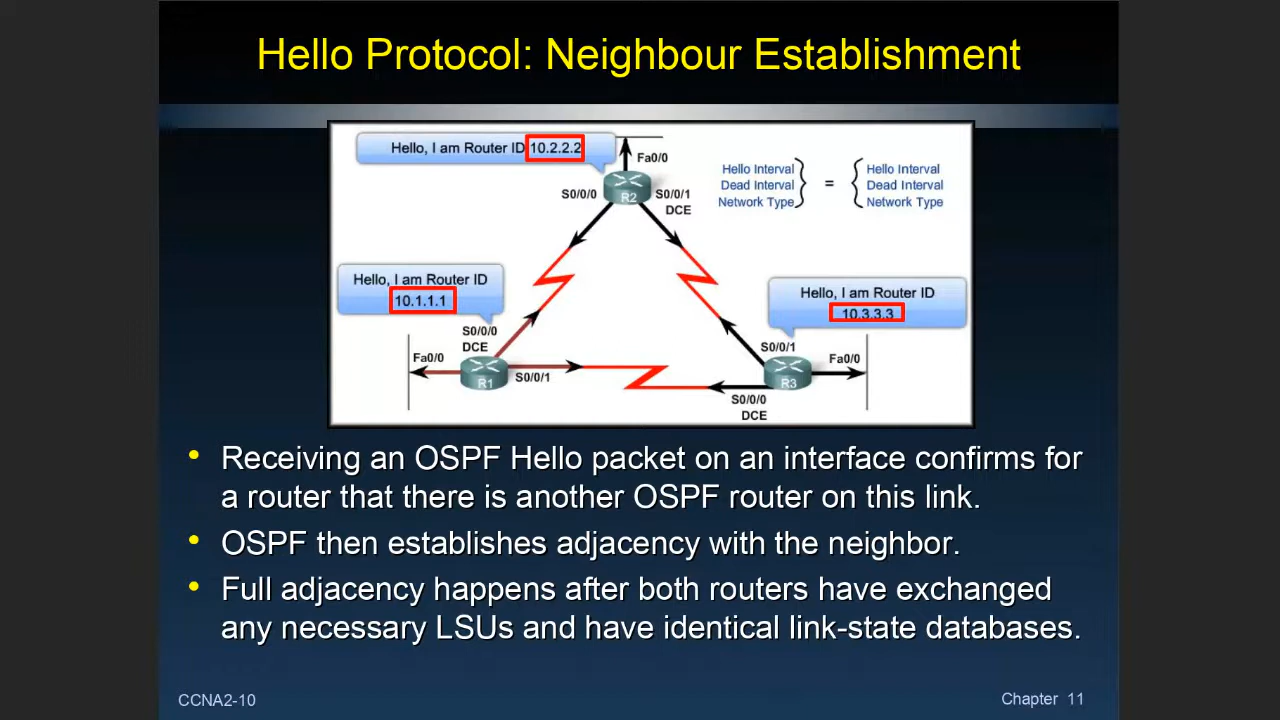 Hello Protocol: Neighbour Establishment
Hello, I am Router ID 10.2.2.2
Fa0/0
Hello Interval
Dead Interval
Network Type
=
Hello Interval
Dead Interval
Network Type
S0/0/0
R2
S0/0/1
DCE
Hello, I am Router ID
10.1.1.1
Hello, I am Router ID
10.3.3.3
S0/0/0
DCE
Fa0/0
R1
S0/0/1
S0/0/1
Fa0/0
R3
S0/0/0
DCE
• Receiving an OSPF Hello packet on an interface confirms for
a router that there is another OSPF router on this link.
• OSPF then establishes adjacency with the neighbor.
• Full adjacency happens after both routers have exchanged
any necessary LSUs and have identical link-state databases.
CCNA2-10
Chapter 11